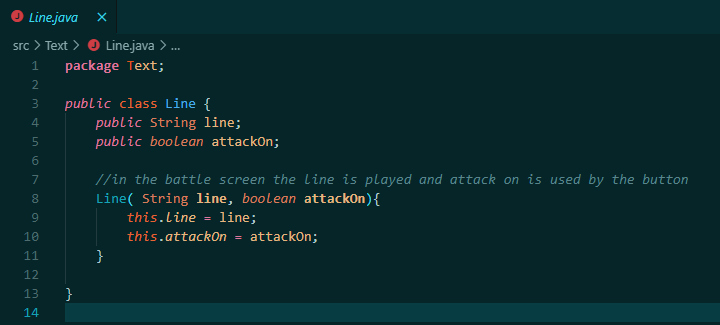 Line.java ×
src > Text > Line.java > ...
1 package Text;
2
3 public class Line {
4     public String line;
5     public boolean attackOn;
6
7     //in the battle screen the line is played and attack on is used by the button
8     Line( String line, boolean attackOn){
9         this.line = line;
10         this.attackOn = attackOn;
11     }
12
13 }
14